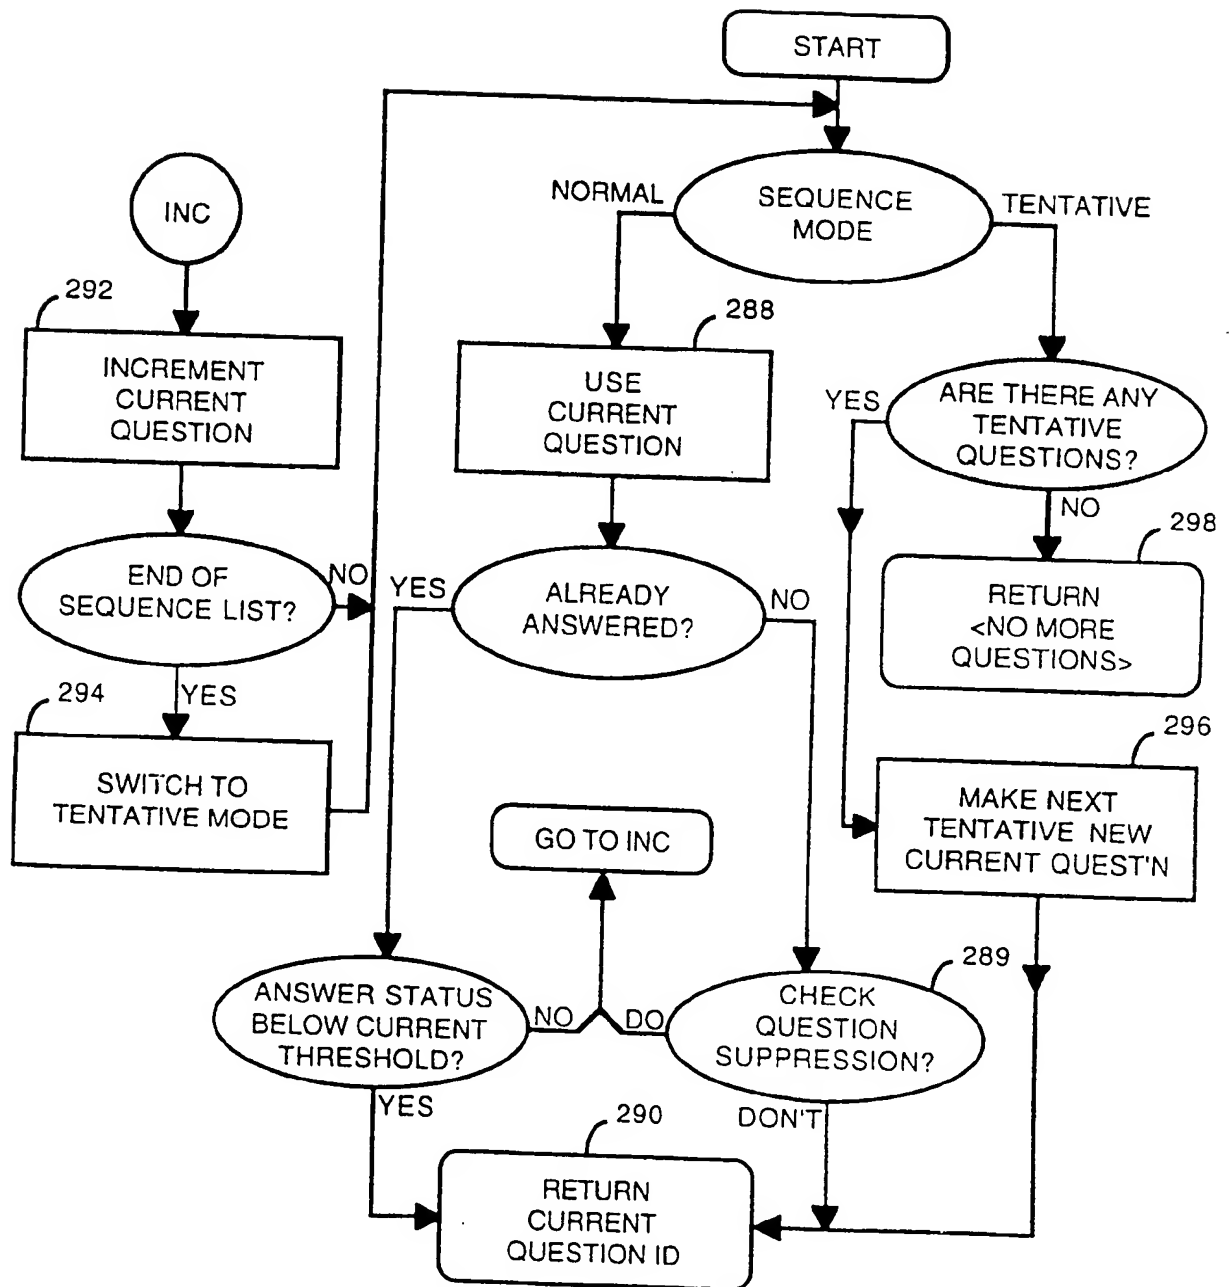 START
INC
NORMAL
SEQUENCE
MODE
TENTATIVE
292
INCREMENT
CURRENT
QUESTION
288
USE
CURRENT
QUESTION
YES
ARE THERE ANY
TENTATIVE
QUESTIONS?
NO
298
RETURN
<NO MORE
QUESTIONS>
END OF
SEQUENCE LIST?
NO
YES
YES
ALREADY
ANSWERED?
NO
294
SWITCH TO
TENTATIVE MODE
296
MAKE NEXT
TENTATIVE NEW
CURRENT QUEST'N
GO TO INC
ANSWER STATUS
BELOW CURRENT
THRESHOLD?
NO
DO
289
CHECK
QUESTION
SUPPRESSION?
YES
DON'T
290
RETURN
CURRENT
QUESTION ID